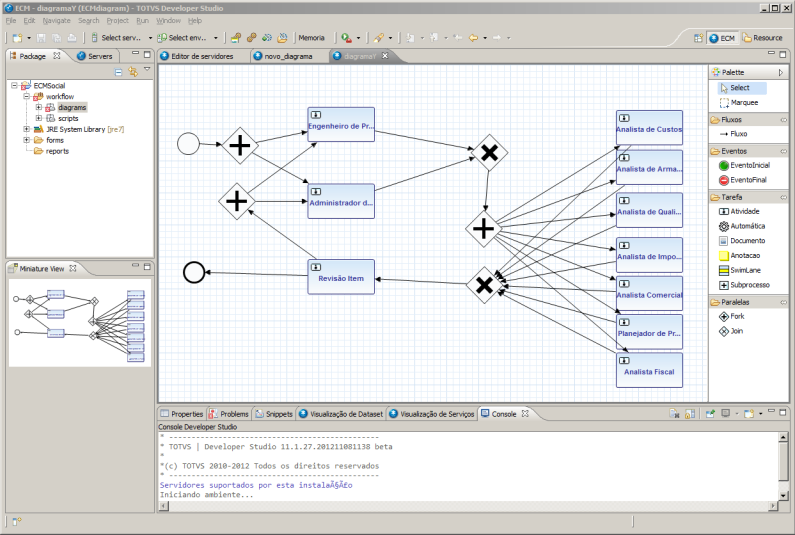 ECM - diagramaY (ECMdiagram) - TOTVS Developer Studio
File Edit Navigate Search Project Run Window Help
Select serv... Select env... Memoria ECM Resource
Package Servers
Editor de servidores novo_diagrama diagramaY
ECMSocial
workflow
diagrams
scripts
JRE System Library [jre7]
forms
reports
Miniature View
Engenheiro de Pr...
Administrador d...
Revisão Item
Analista de Custos
Analista de Arma...
Analista de Quali...
Analista de Impo...
Analista Comercial
Planejador de Pr...
Analista Fiscal
Palette
Select
Marquee
Fluxos
Fluxo
Eventos
EventoInicial
EventoFinal
Tarefa
Atividade
Automática
Documento
Anotacao
SwimLane
Subprocesso
Paralelas
Fork
Join
Properties Problems Snippets Visualização de Dataset Visualização de Serviços Console
Console Developer Studio
* -------------------------------------------------
* TOTVS | Developer Studio 11.1.27.201211081138 beta
*
*(c) TOTVS 2010-2012 Todos os direitos reservados
* -------------------------------------------------
Servidores suportados por esta instalaÃ§Ã£o
Iniciando ambiente...